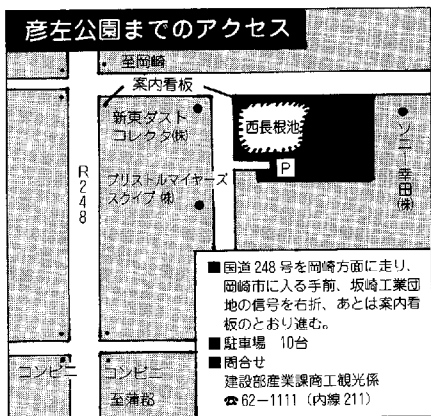 彦左公園までのアクセス
至岡崎
案内看板
新東ダスト
コレクタ㈱
西長根池
P
ソニー幸田㈱
R248
ブリストルマイヤーズ
スクイブ㈱
■国道248号を岡崎方面に走り、
岡崎市に入る手前、坂崎工業団
地の信号を右折、あとは案内看
板のとおり進む。
■駐車場 10台
■問合せ
建設部産業課商工観光係
☎62-1111(内線211)
コンビニ
コンビニ
至蒲郡